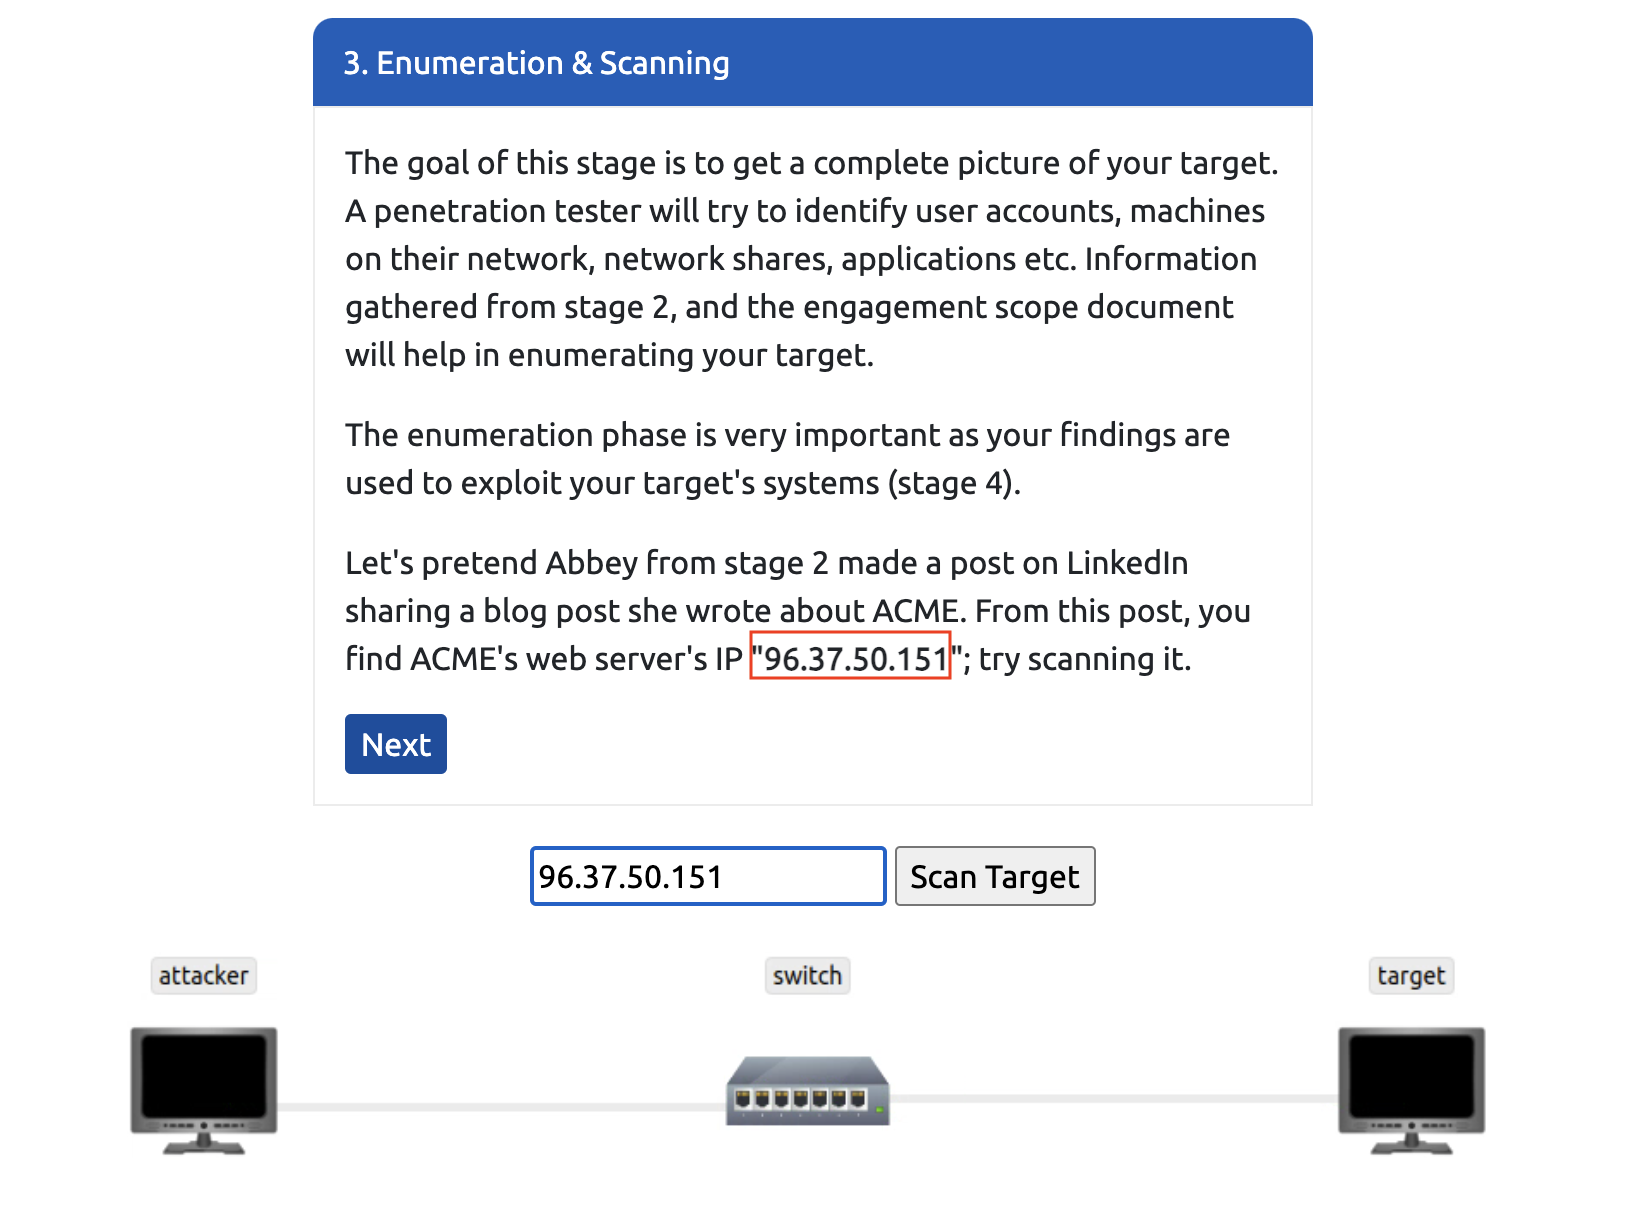 3. Enumeration & Scanning
The goal of this stage is to get a complete picture of your target.
A penetration tester will try to identify user accounts, machines
on their network, network shares, applications etc. Information
gathered from stage 2, and the engagement scope document
will help in enumerating your target.
The enumeration phase is very important as your findings are
used to exploit your target's systems (stage 4).
Let's pretend Abbey from stage 2 made a post on LinkedIn
sharing a blog post she wrote about ACME. From this post, you
find ACME's web server's IP "96.37.50.151"; try scanning it.
Next
96.37.50.151 Scan Target
attacker switch target